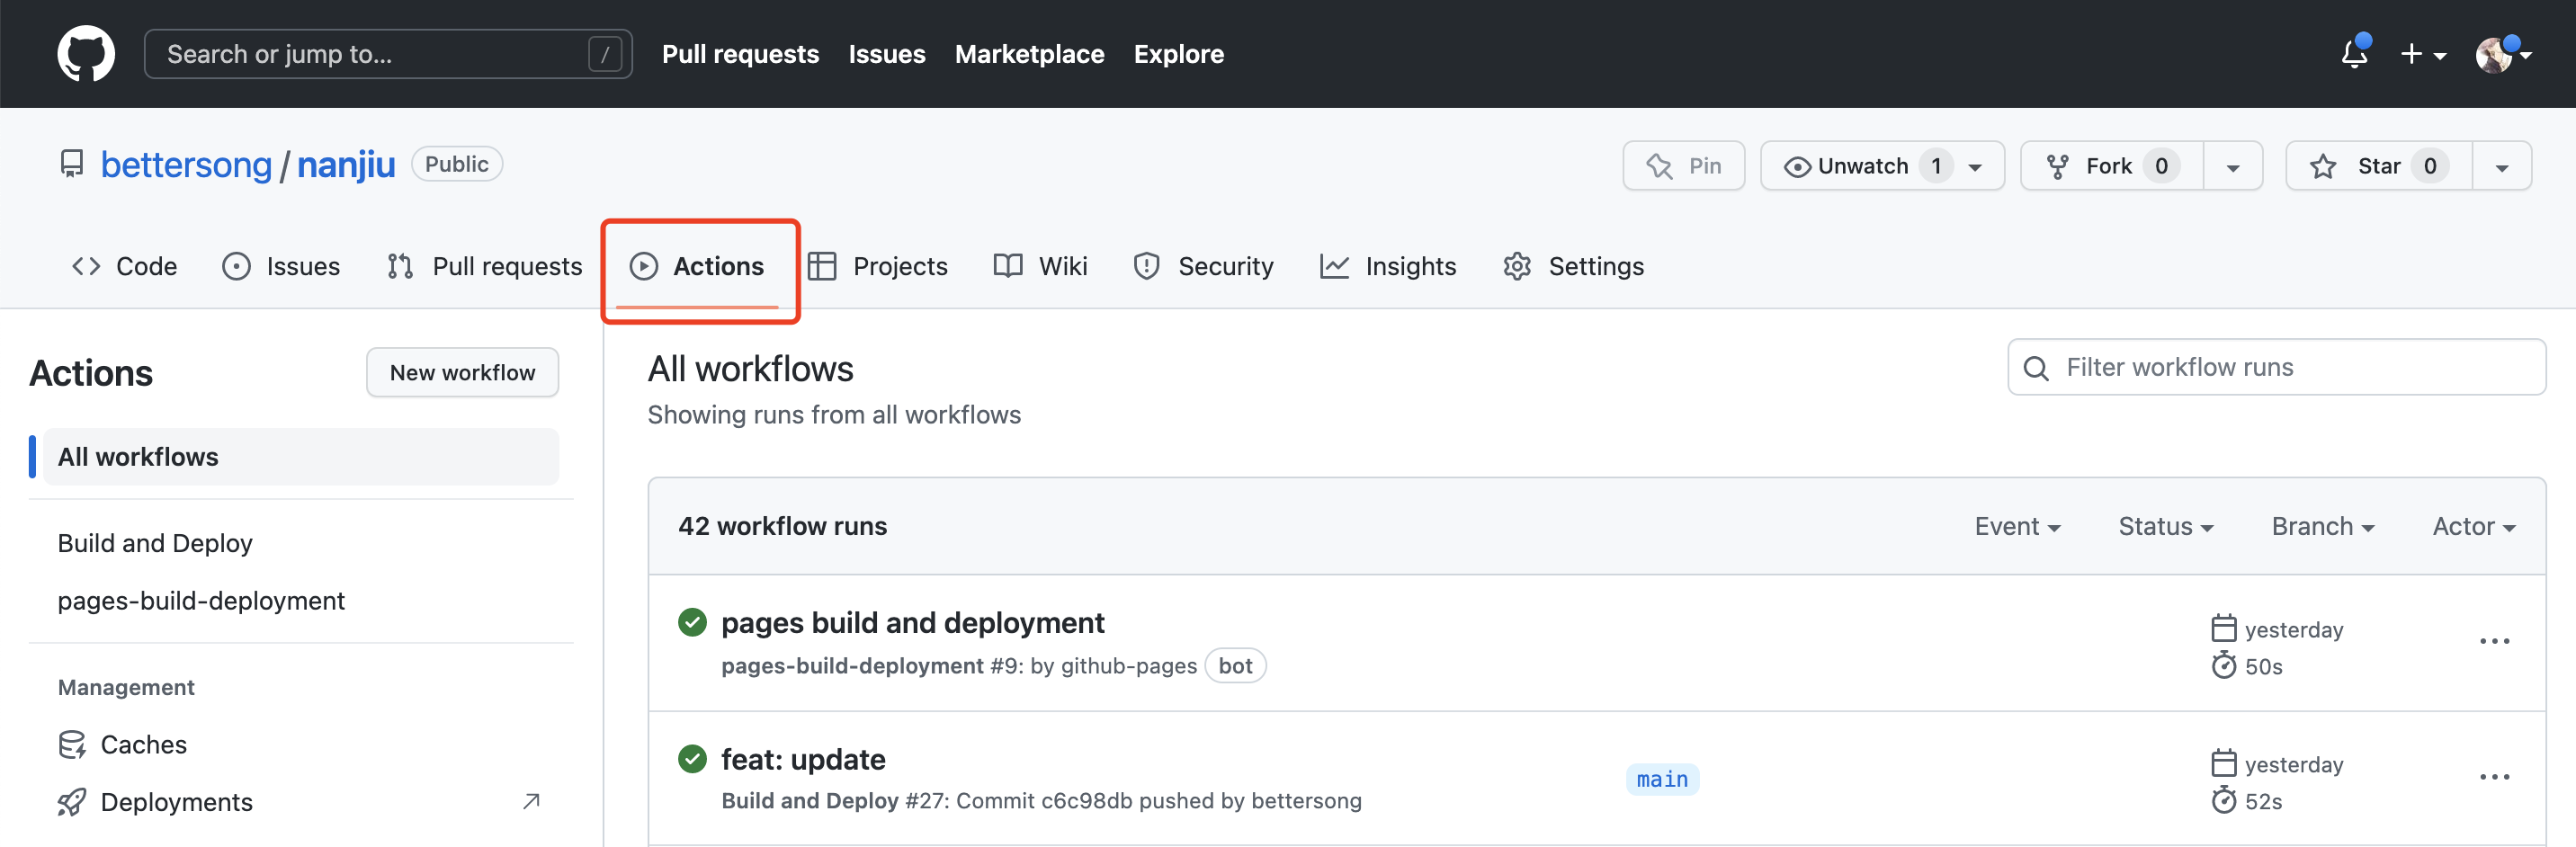 Search or jump to... /
Pull requests Issues Marketplace Explore
bettersong / nanjiu Public
Pin Unwatch 1 Fork 0 Star 0
Code Issues Pull requests Actions Projects Wiki Security Insights Settings
Actions
New workflow
All workflows
Build and Deploy
pages-build-deployment
Management
Caches
Deployments
All workflows
Showing runs from all workflows
Filter workflow runs
42 workflow runs Event Status Branch Actor
pages build and deployment
pages-build-deployment #9: by github-pages bot
yesterday
50s
feat: update
Build and Deploy #27: Commit c6c98db pushed by bettersong
main
yesterday
52s